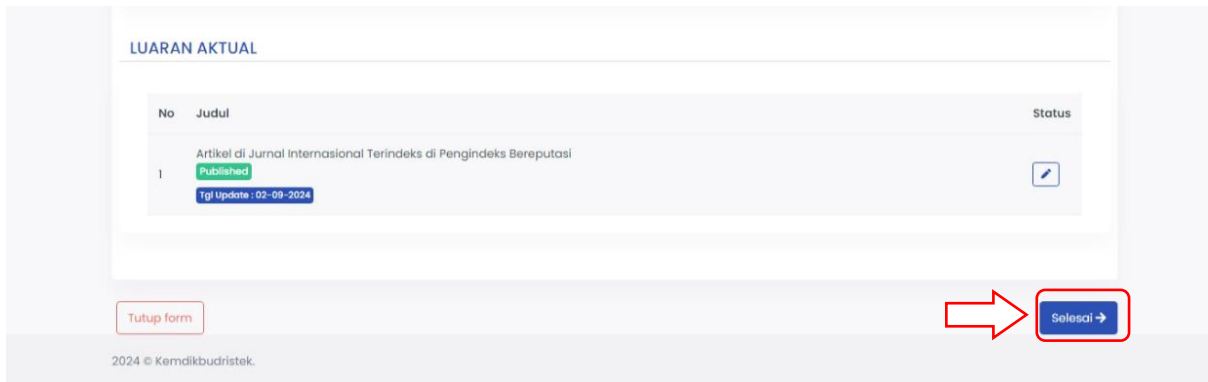 LUARAN AKTUAL
No Judul Status
Artikel di Jurnal Internasional Terindeks di Pengindeks Bereputasi
1 Published
Tgl Update : 02-09-2024
Tutup form Selesai →
2024 © Kemdikbudristek.